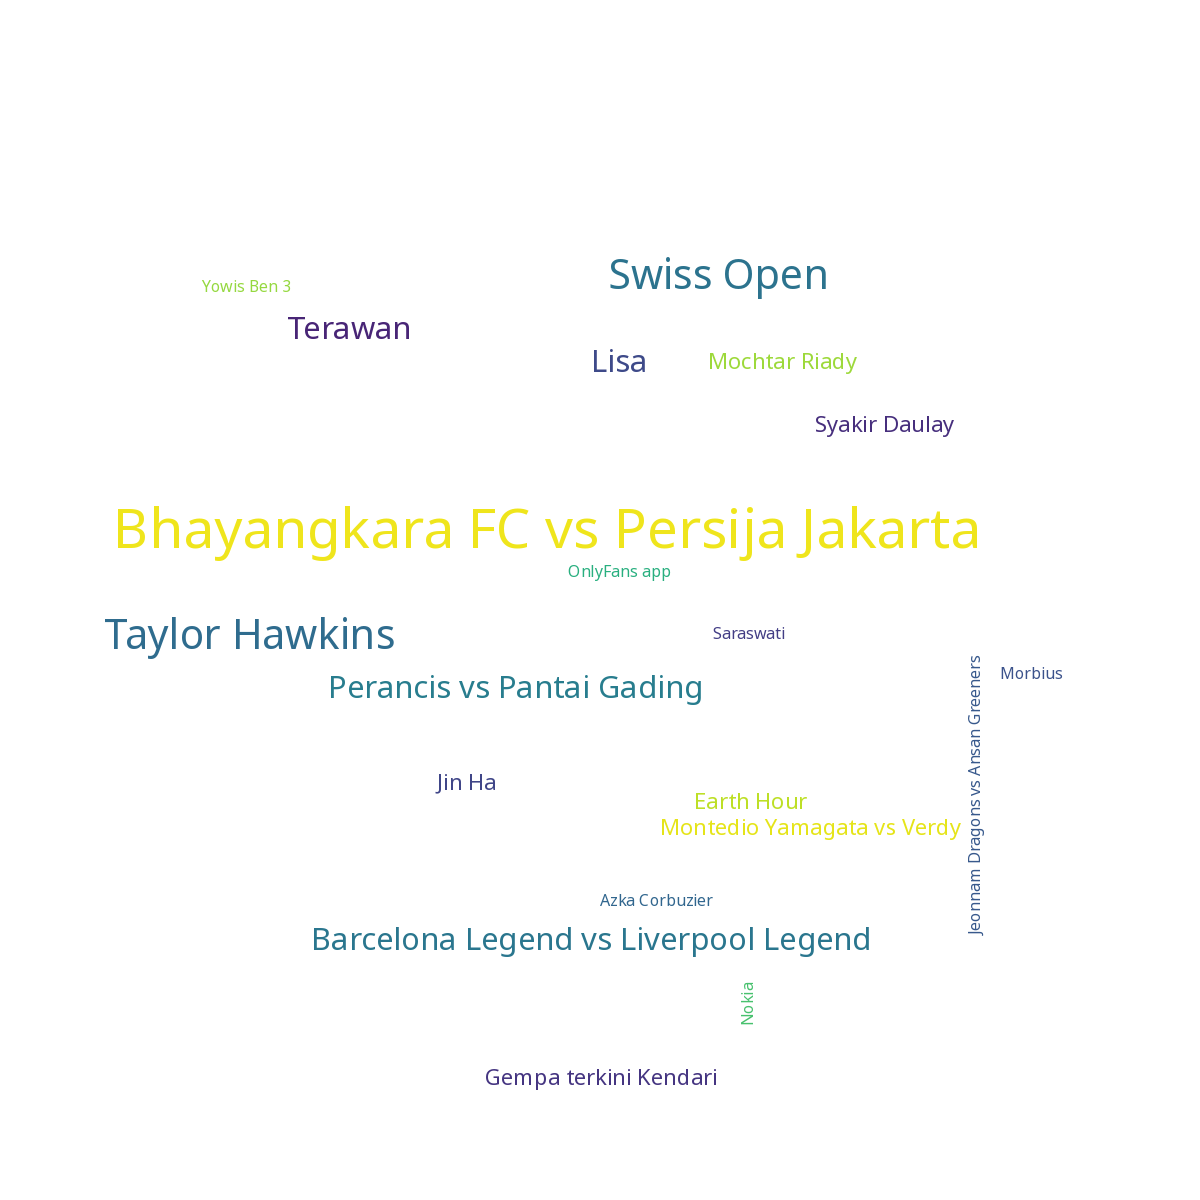 Swiss Open
Yowis Ben 3
Terawan
Lisa
Mochtar Riady
Syakir Daulay
Bhayangkara FC vs Persija Jakarta
OnlyFans app
Taylor Hawkins
Saraswati
Morbius
Perancis vs Pantai Gading
Jeonnam Dragons vs Ansan Greeners
Jin Ha
Earth Hour
Montedio Yamagata vs Verdy
Azka Corbuzier
Barcelona Legend vs Liverpool Legend
Nokia
Gempa terkini Kendari